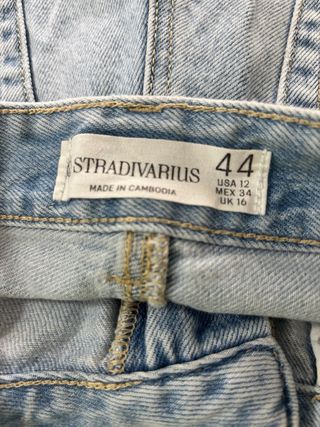 STRADIVARIUS
MADE IN CAMBODIA
44
USA 12
MEX 34
UK 16